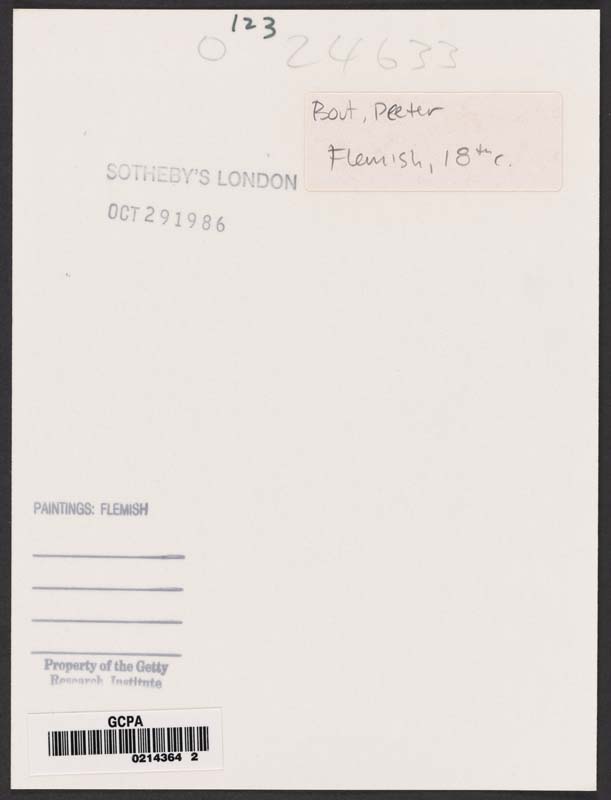 123
0 24633
Bout, Peeter
Flemish, 18th c.
SOTHEBY'S LONDON
OCT 29 1986
PAINTINGS: FLEMISH
Property of the Getty
Research Institute
GCPA
0214364 2